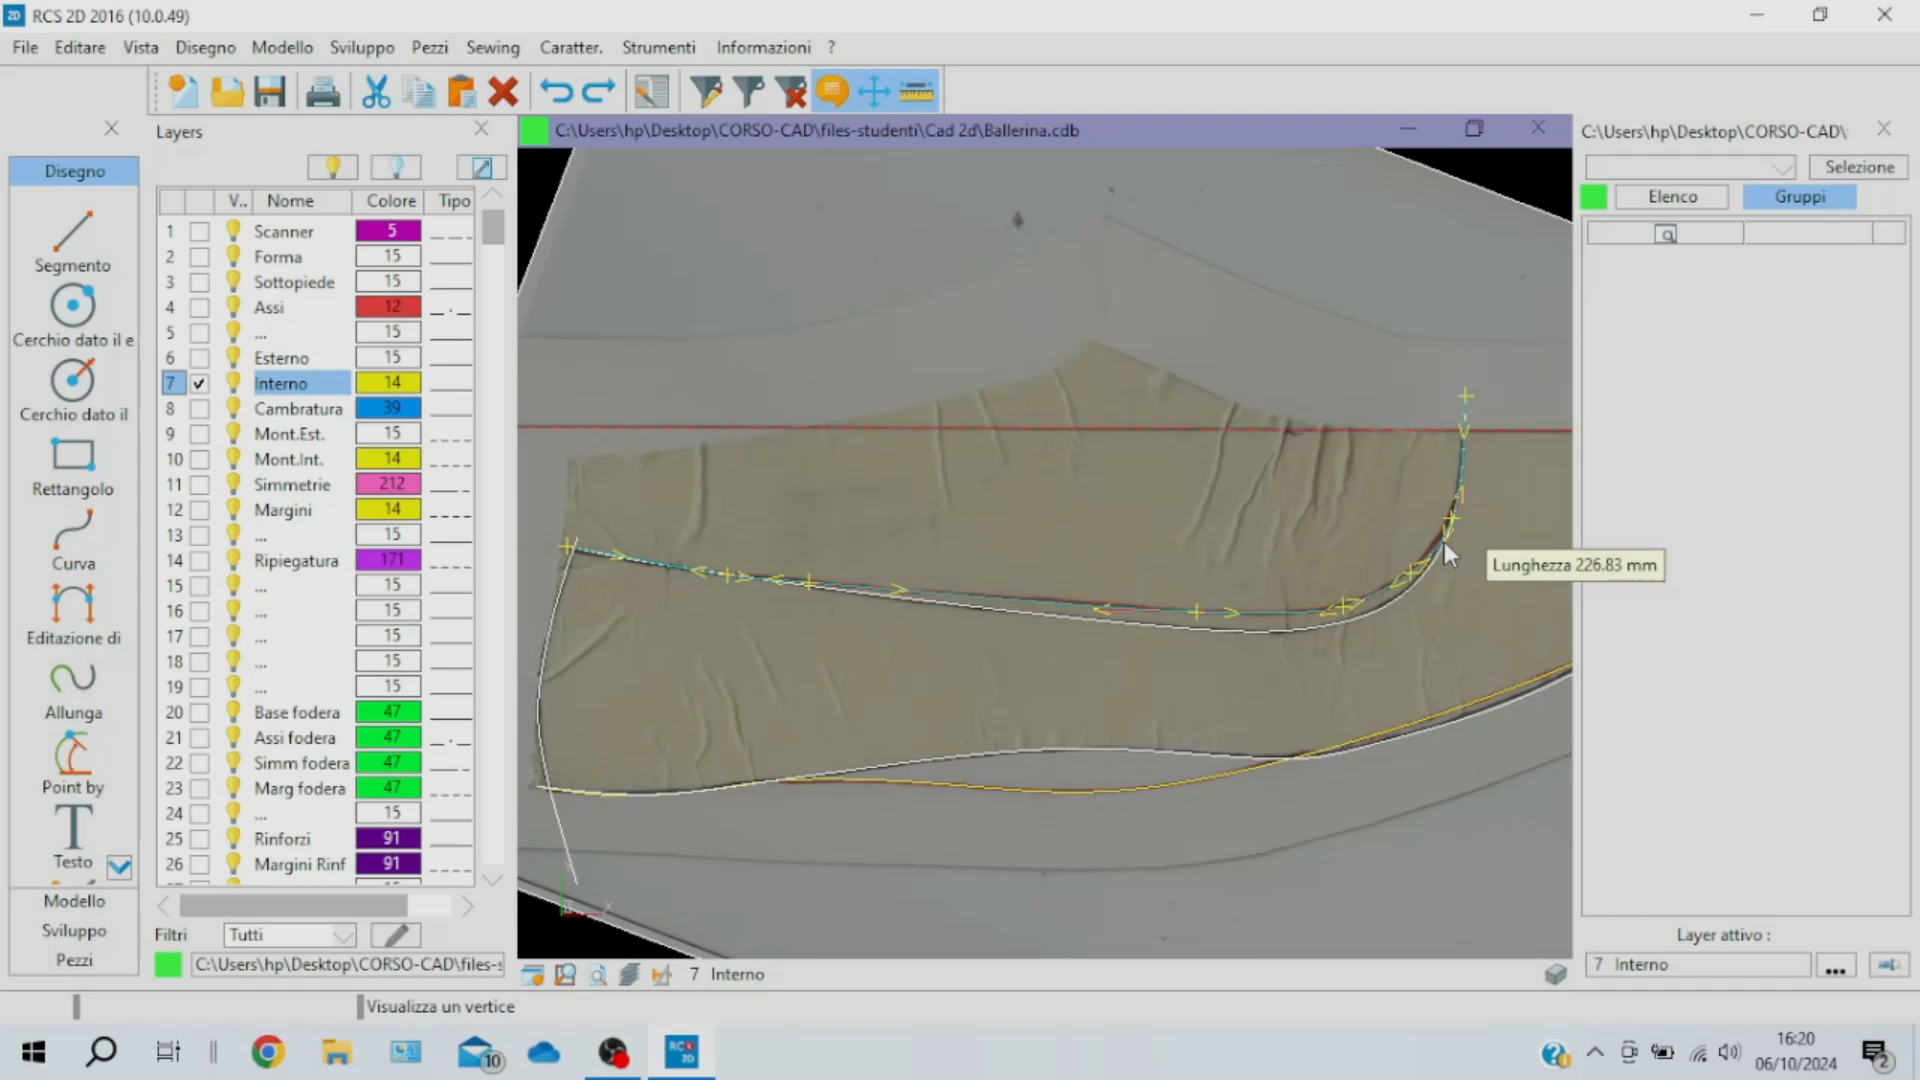 RCS 2D 2016 (10.0.49)
File Editare Vista Disegno Modello Sviluppo Pezzi Sewing Caratter. Strumenti Informazioni ?
Disegno
Segmento
Cerchio dato il e
Cerchio dato il
Rettangolo
Curva
Editazione di
Allunga
Point by
Testo
Modello
Sviluppo
Pezzi
Layers
V.. Nome Colore Tipo
1 Scanner 5
2 Forma 15
3 Sottopiede 15
4 Assi 12
5 ... 15
6 Esterno 15
7 Interno 14
8 Cambratura 39
9 Mont.Est. 15
10 Mont.Int. 14
11 Simmetrie 212
12 Margini 14
13 ... 15
14 Ripiegatura 171
15 ... 15
16 ... 15
17 ... 15
18 ... 15
19 ... 15
20 Base fodera 47
21 Assi fodera 47
22 Simm fodera 47
23 Marg fodera 47
24 ... 15
25 Rinforzi 91
26 Margini Rinf 91
Filtri Tutti
C:\Users\hp\Desktop\CORSO-CAD\files-s
C:\Users\hp\Desktop\CORSO-CAD\files-studenti\Cad 2d\Ballerina.cdb
Lunghezza 226.83 mm
X
7 Interno
C:\Users\hp\Desktop\CORSO-CAD\
Selezione
Elenco Gruppi
Layer attivo :
7 Interno ...
Visualizza un vertice
10
RCS
2D
16:20
06/10/2024
2